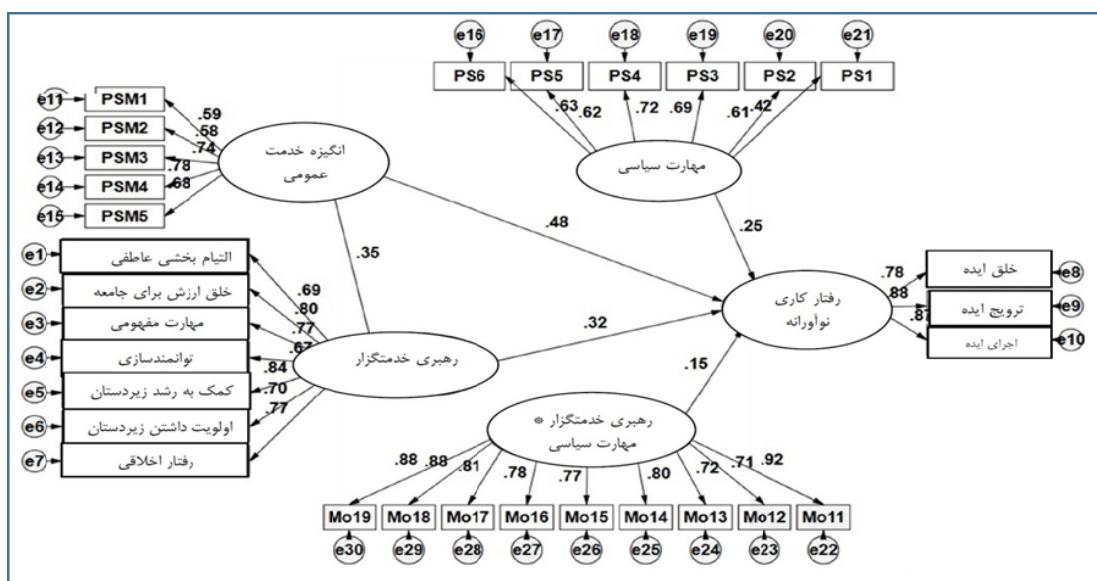 e16 e17 e18 e19 e20 e21
PS6 PS5 PS4 PS3 PS2 PS1
.63 .62 .72 .69 .61 .42
مهارت سیاسی
.25
e11 PSM1 .59
e12 PSM2 .58
e13 PSM3 .74
e14 PSM4 .78
e15 PSM5 .68
انگیزه خدمت
عمومی
.48
.35
e1 التیام بخشی عاطفی .69
e2 خلق ارزش برای جامعه .80
e3 مهارت مفهومی .77
e4 توانمندسازی .67
e5 کمک به رشد زیردستان .84
e6 اولویت داشتن زیردستان .70
e7 رفتار اخلاقی .77
رهبری خدمتگزار
.32
رفتار کاری
نوآورانه
.78 خلق ایده e8
.88 ترویج ایده e9
.87 اجرای ایده e10
.15
رهبری خدمتگزار *
مهارت سیاسی
.88 .88 .81 .78 .77 .80 .72 .71 .92
Mo19 Mo18 Mo17 Mo16 Mo15 Mo14 Mo13 Mo12 Mo11
e30 e29 e28 e27 e26 e25 e24 e23 e22